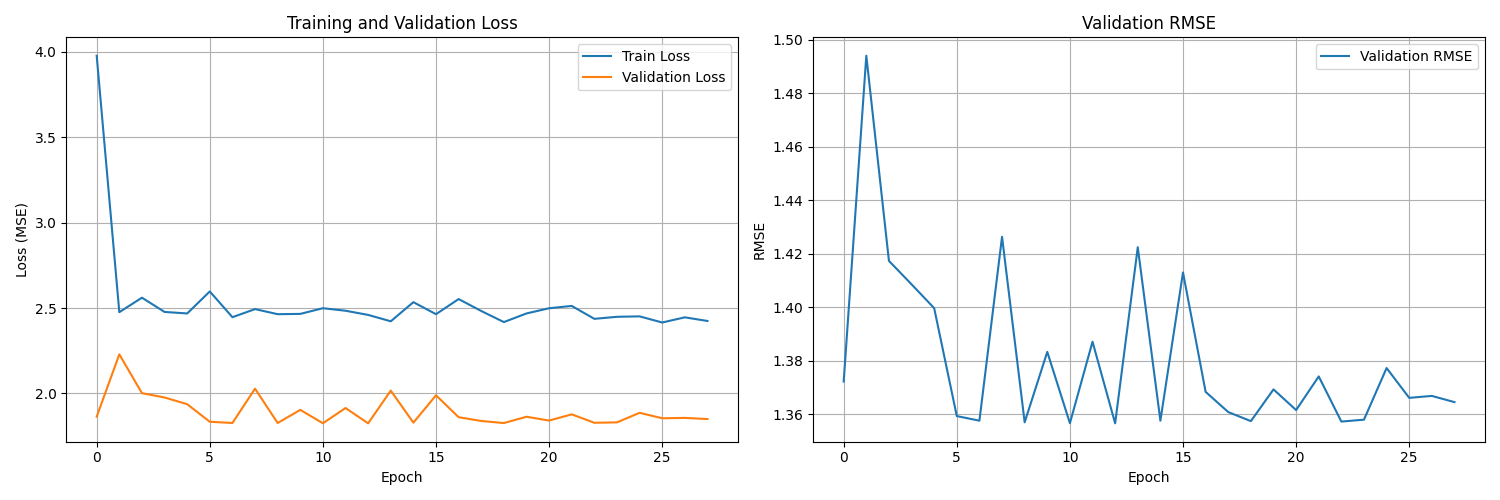 Training and Validation Loss
4.0
3.5
3.0
2.5
2.0
Loss (MSE)
Train Loss
Validation Loss
0
5
10
15
20
25
Epoch
Validation RMSE
1.50
1.48
1.46
1.44
1.42
1.40
1.38
1.36
RMSE
Validation RMSE
0
5
10
15
20
25
Epoch